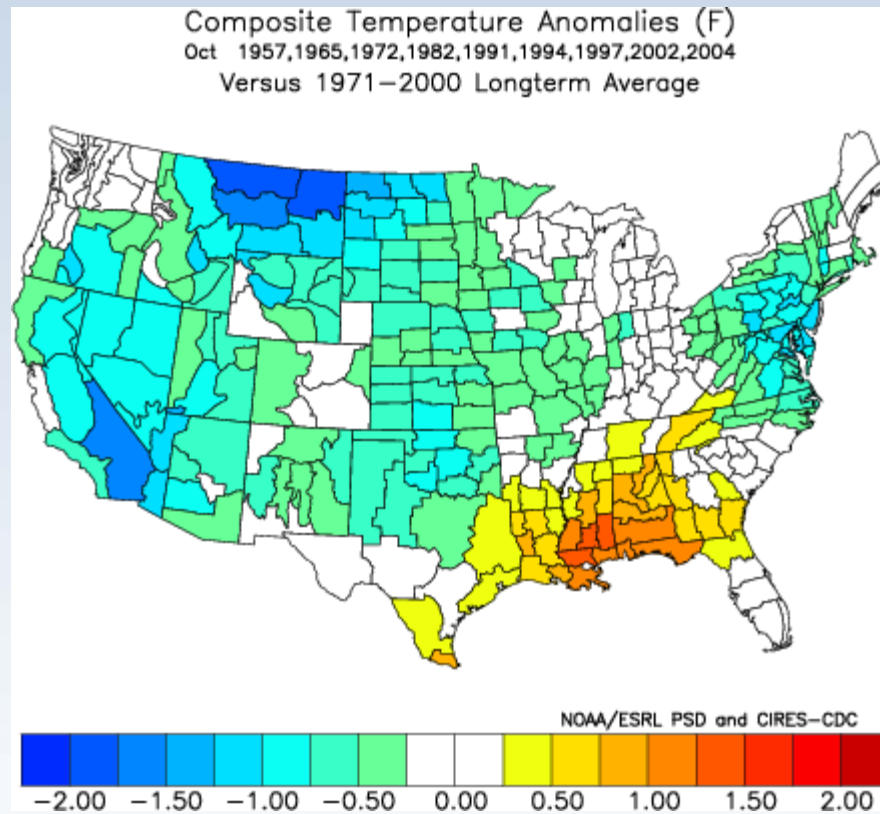 Composite Temperature Anomalies (F)
Oct 1957,1965,1972,1982,1991,1994,1997,2002,2004
Versus 1971-2000 Longterm Average
NOAA/ESRL PSD and CIRES-CDC
-2.00 -1.50 -1.00 -0.50 0.00 0.50 1.00 1.50 2.00